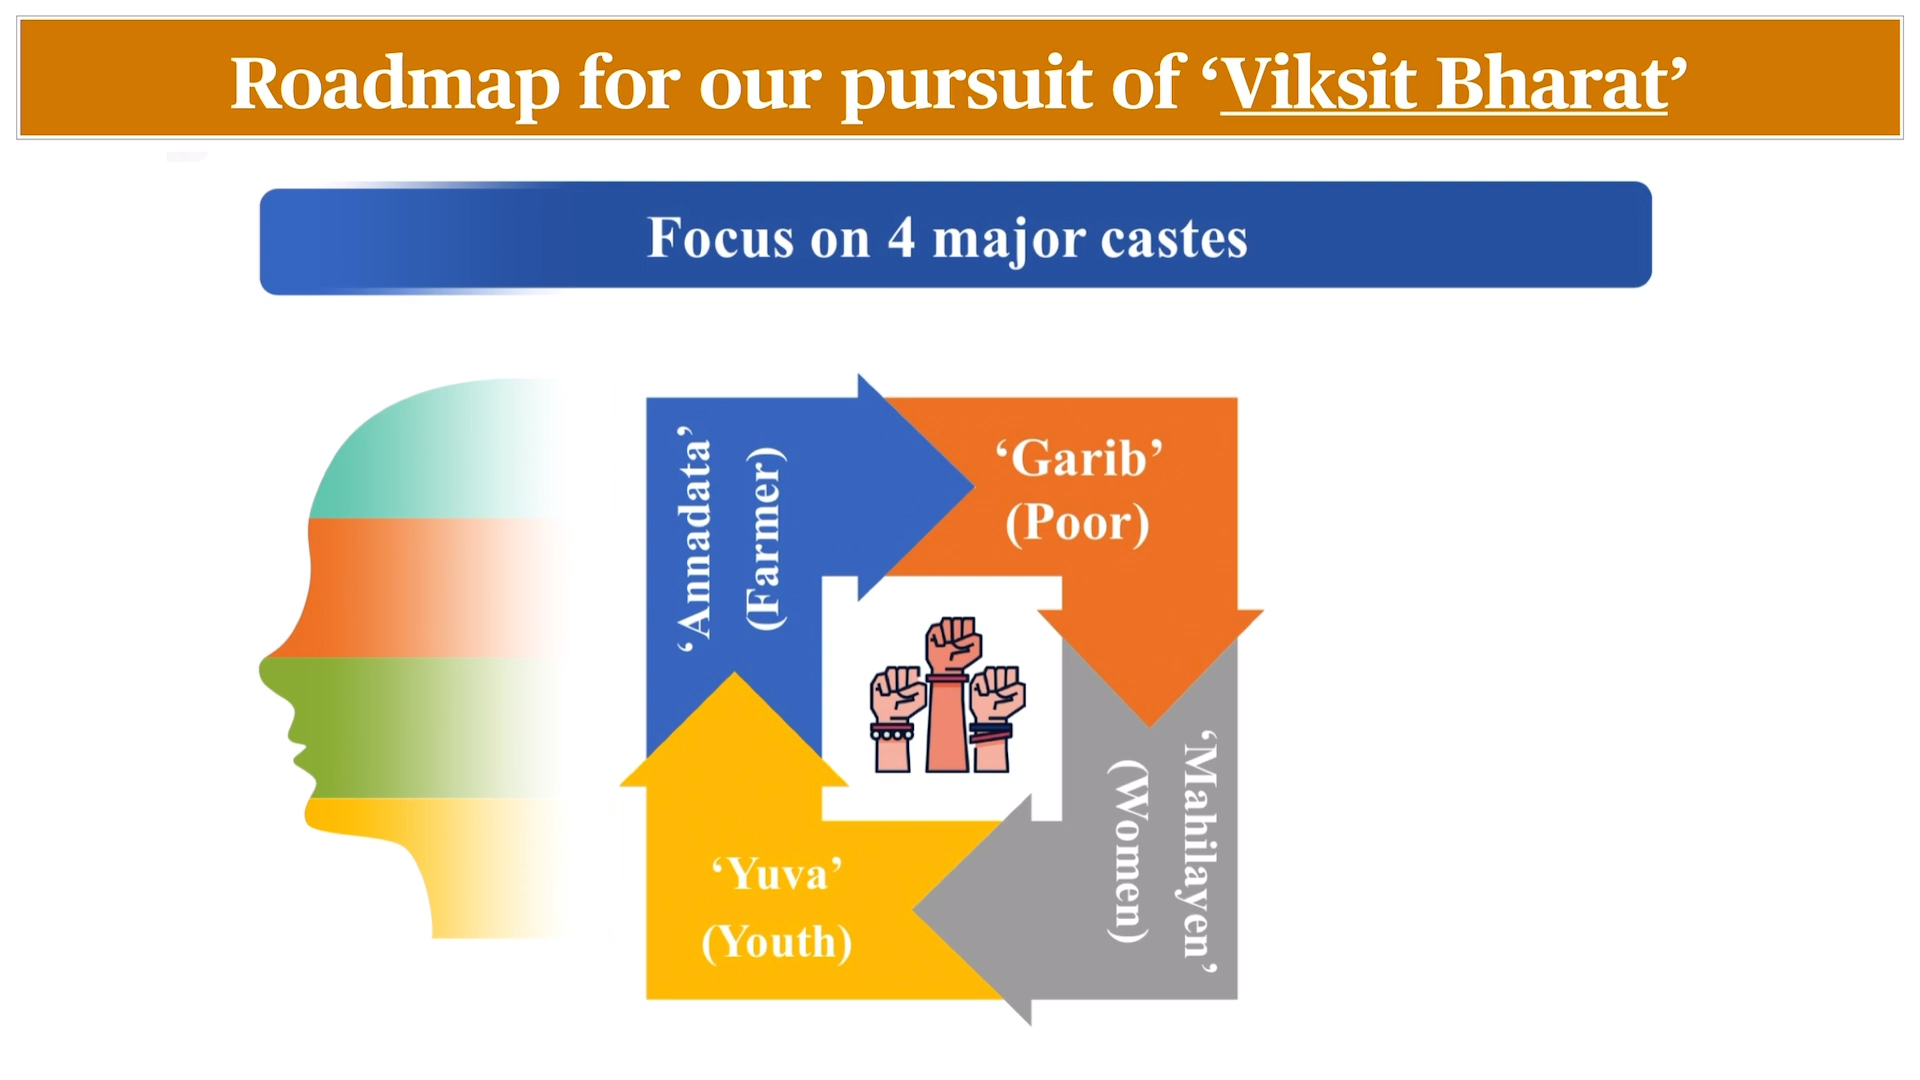 Roadmap for our pursuit of ‘Viksit Bharat’
Focus on 4 major castes
‘Annadata’
(Farmer)
‘Garib’
(Poor)
‘Mahilayen’
(Women)
‘Yuva’
(Youth)